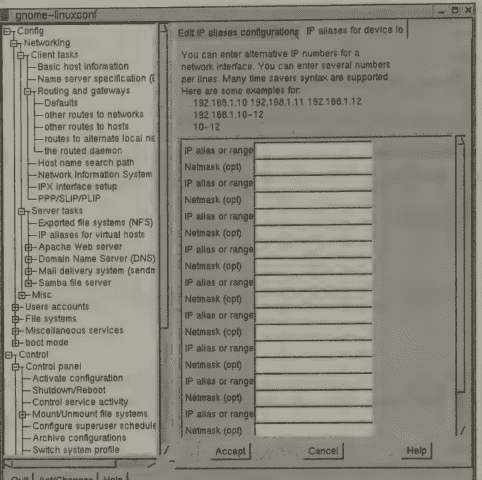 gnome-linuxconf
Config
Networking
Client tasks
Basic host information
Name server specification (
Routing and gateways
Defaults
other routes to networks
other routes to hosts
routes to alternate local ne
the routed daemon
Host name search path
Network Information System
IPX interface setup
PPP/SLIP/PLIP
Server tasks
Exported file systems (NFS)
IP aliases for virtual hosts
Apache Web server
Domain Name Server (DNS)
Mail delivery system (sendm
Samba file server
Misc
Users accounts
File systems
Miscellaneous services
boot mode
Control
Control panel
Activate configuration
Shutdown/Reboot
Control service activity
Mount/Unmount file systems
Configure superuser schedule
Archive configurations
Switch system profile
Quit
Act/Changes
Help
Edit IP aliases configurations
IP aliases for device lo
You can enter alternative IP numbers for a
network interface. You can enter several numbers
per lines. Many time savers syntax are supported
Here are some examples for:
192.168.1.10 192.168.1.11 192.168.1.12
192.168.1.10-12
10-12
IP alias or range
Netmask (opt)
IP alias or range
Netmask (opt)
IP alias or range
Netmask (opt)
IP alias or range
Netmask (opt)
IP alias or range
Netmask (opt)
IP alias or range
Netmask (opt)
IP alias or range
Netmask (opt)
IP alias or range
Netmask (opt)
IP alias or range
Netmask (opt)
Accept
Cancel
Help